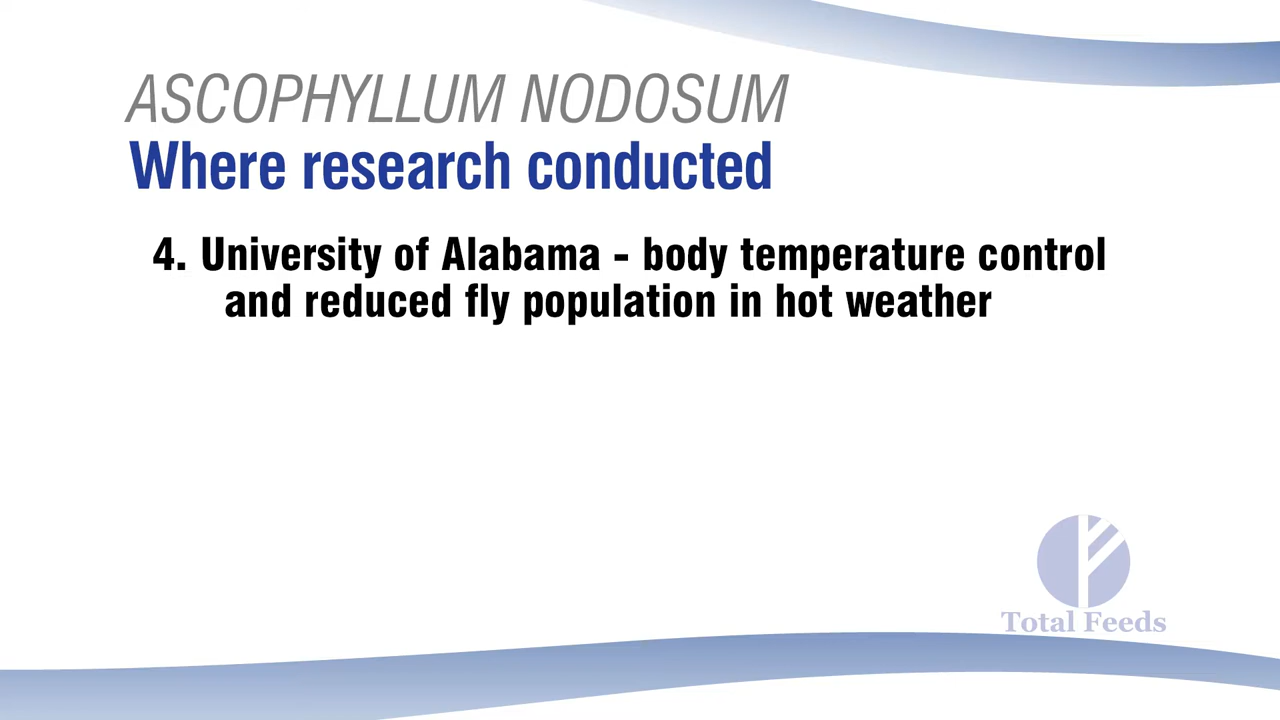 ASCOPHYLLUM NODOSUM
Where research conducted
4. University of Alabama - body temperature control
and reduced fly population in hot weather
Total Feeds